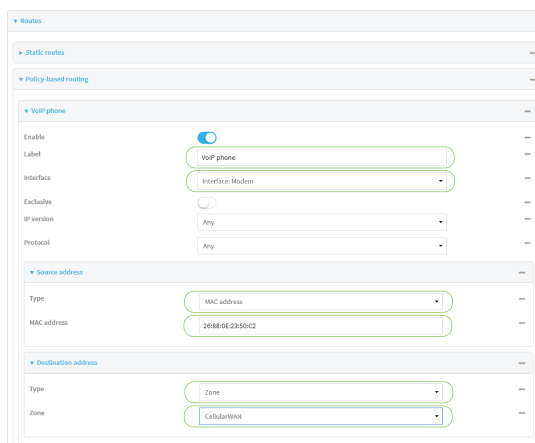 Routes
Static routes
Policy-based routing
VoIP phone
Enable
Label VoIP phone
Interface Interface: Modem
Exclusive
IP version Any
Protocol Any
Source address
Type MAC address
MAC address 26:88:0E:23:50:C2
Destination address
Type Zone
Zone CellularWAN